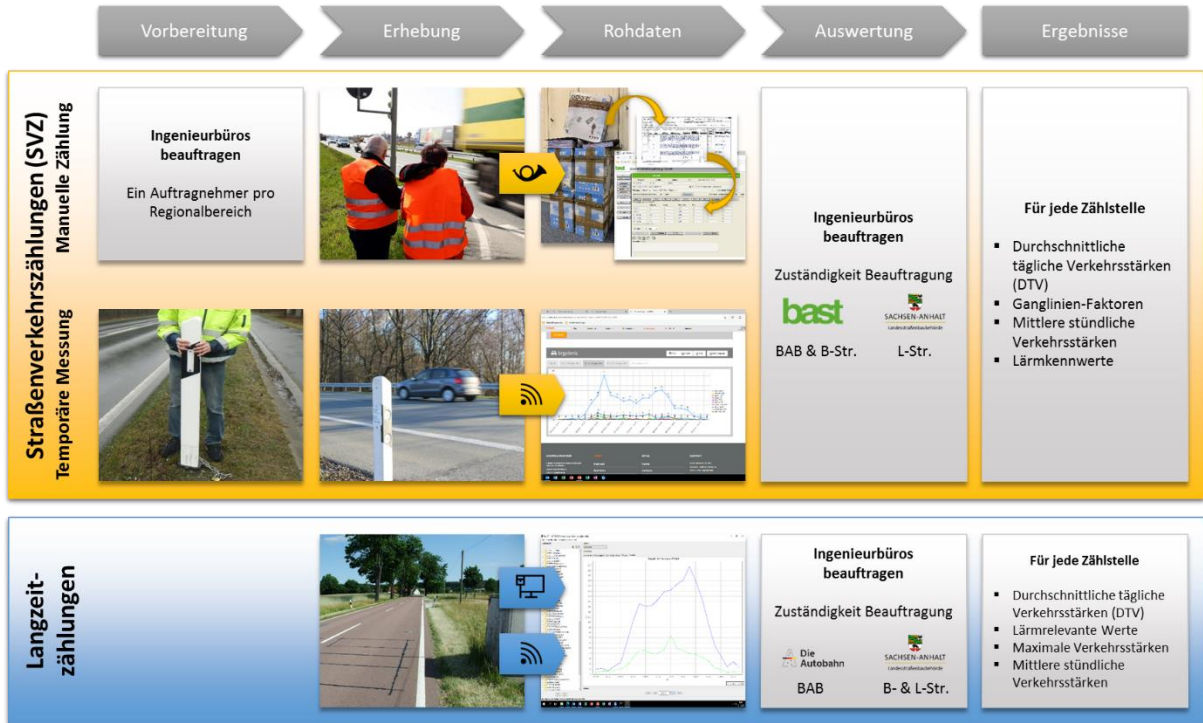 Vorbereitung
Erhebung
Rohdaten
Auswertung
Ergebnisse
Straßenverkehrszählungen (SVZ)
Manuelle Zählung
Temporäre Messung
Ingenieurbüros
beauftragen
Ein Auftragnehmer pro
Regionalbereich
bast
Ergebnis
Ingenieurbüros
beauftragen
Zuständigkeit Beauftragung
bast
SACHSEN-ANHALT
Landesstraßenbaubehörde
BAB & B-Str.
L-Str.
Für jede Zählstelle
▪ Durchschnittliche
tägliche Verkehrsstärken
(DTV)
▪ Ganglinien-Faktoren
▪ Mittlere stündliche
Verkehrsstärken
▪ Lärmkennwerte
Langzeit-
zählungen
Ingenieurbüros
beauftragen
Zuständigkeit Beauftragung
Die
Autobahn
SACHSEN-ANHALT
Landesstraßenbaubehörde
BAB
B- & L-Str.
Für jede Zählstelle
▪ Durchschnittliche tägliche
Verkehrsstärken (DTV)
▪ Lärmrelevante Werte
▪ Maximale Verkehrsstärken
▪ Mittlere stündliche
Verkehrsstärken